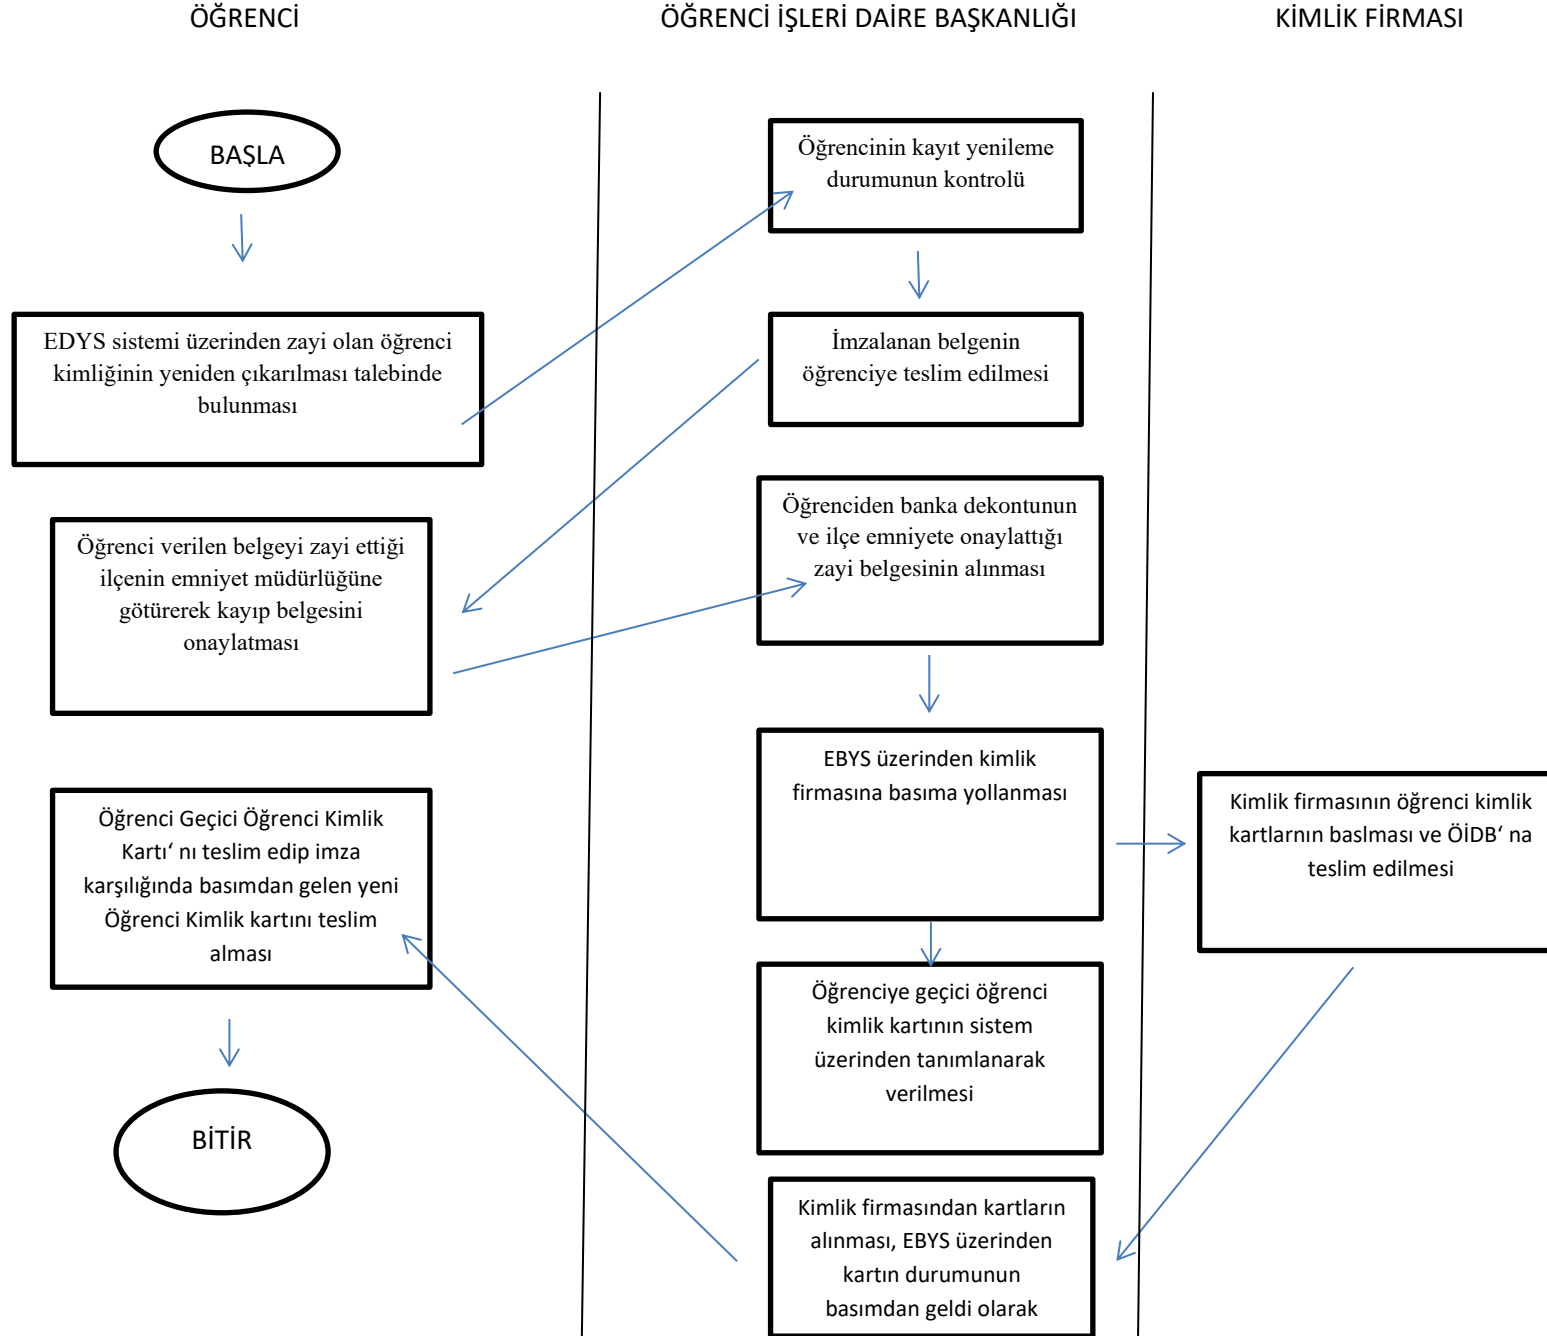 ÖĞRENCİ
ÖĞRENCİ İŞLERİ DAİRE BAŞKANLIĞI
KİMLİK FİRMASI
BAŞLA
EDYS sistemi üzerinden zayi olan öğrenci
kimliğinin yeniden çıkarılması talebinde
bulunması
Öğrencinin kayıt yenileme
durumunun kontrolü
İmzalanan belgenin
öğrenciye teslim edilmesi
Öğrenci verilen belgeyi zayi ettiği
ilçenin emniyet müdürlüğüne
götürerek kayıp belgesini
onaylatması
Öğrenciden banka dekontunun
ve ilçe emniyete onaylattığı
zayi belgesinin alınması
EBYS üzerinden kimlik
firmasına basıma yollanması
Kimlik firmasının öğrenci kimlik
kartlarnın baslması ve ÖİDB‘ na
teslim edilmesi
Öğrenciye geçici öğrenci
kimlik kartının sistem
üzerinden tanımlanarak
verilmesi
Kimlik firmasından kartların
alınması, EBYS üzerinden
kartın durumunun
basımdan geldi olarak
Öğrenci Geçici Öğrenci Kimlik
Kartı‘ nı teslim edip imza
karşılığında basımdan gelen yeni
Öğrenci Kimlik kartını teslim
alması
BİTİR